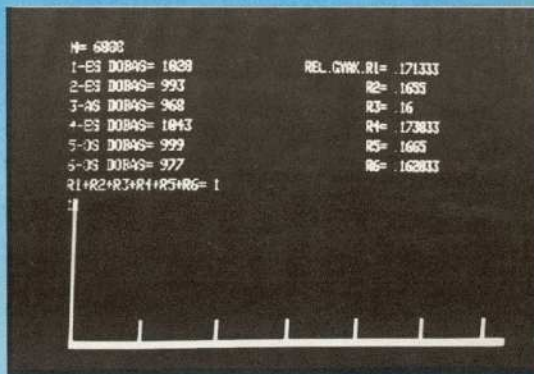 N= 6000
1-ES DOBAS= 1028 REL.GYAK.R1= .171333
2-ES DOBAS= 993 R2= .1655
3-AS DOBAS= 960 R3= .16
4-ES DOBAS= 1043 R4= .173833
5-OS DOBAS= 999 R5= .1665
6-OS DOBAS= 977 R6= .162833
R1+R2+R3+R4+R5+R6= 1